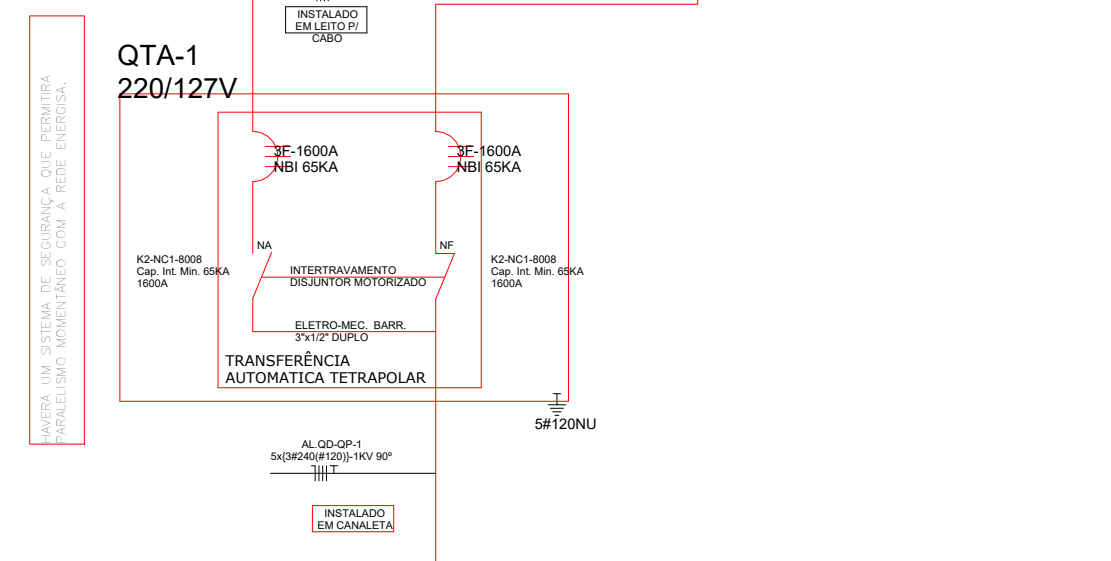 INSTALADO
EM LEITO P/
CABO
QTA-1
220/127V
HAVERÁ UM SISTEMA DE SEGURANÇA QUE PERMITIRÁ
PARALELISMO MOMENTÂNEO COM A REDE ENERGISA.
3F-1600A
NBI 65KA
3F-1600A
NBI 65KA
NA
NF
K2-NC1-8008
Cap. Int. Min. 65KA
1600A
INTERTRAVAMENTO
DISJUNTOR MOTORIZADO
K2-NC1-8008
Cap. Int. Min. 65KA
1600A
ELETRO-MEC. BARR.
3"x1/2" DUPLO
TRANSFERÊNCIA
AUTOMATICA TETRAPOLAR
5#120NU
AL.QD-QP-1
5x{3#240(#120)}-1KV 90º
INSTALADO
EM CANALETA